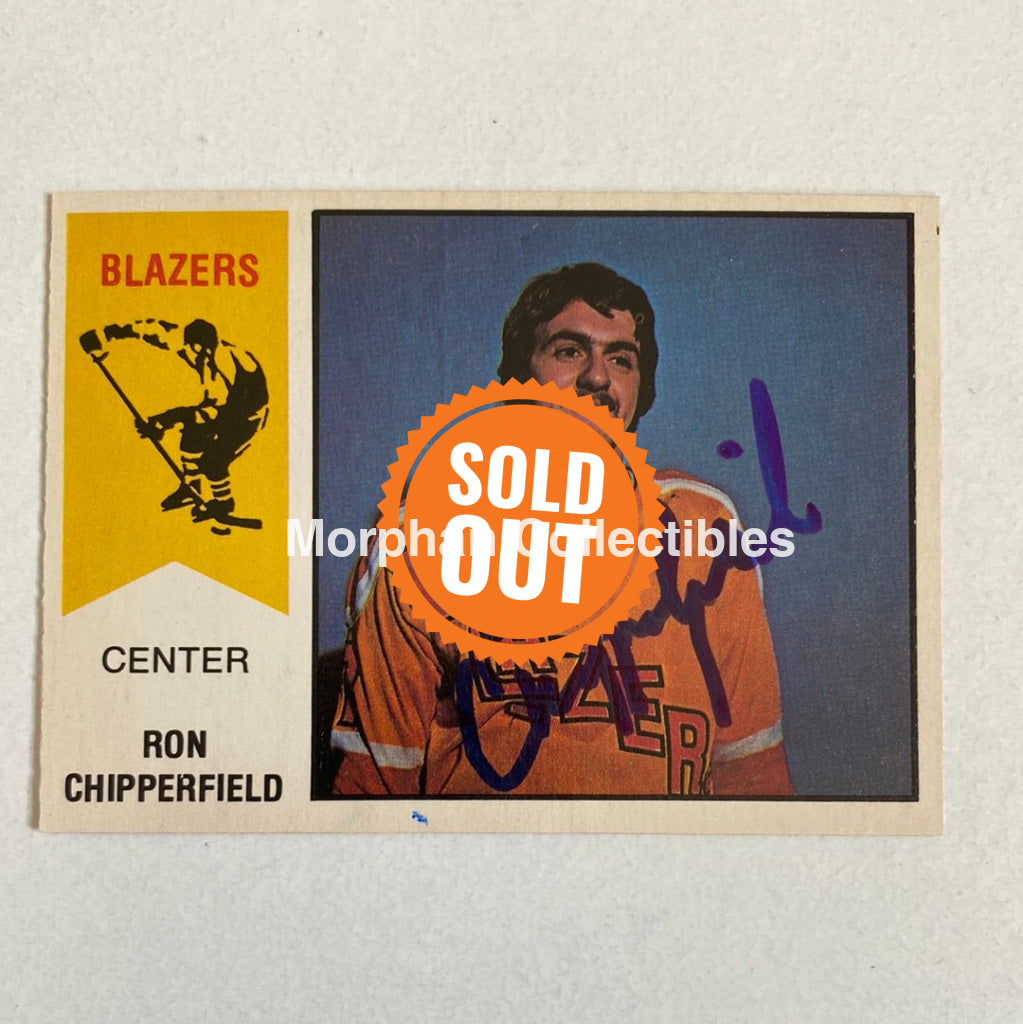 BLAZERS
CENTER
RON
CHIPPERFIELD
SOLD
OUT
Morphan Collectibles